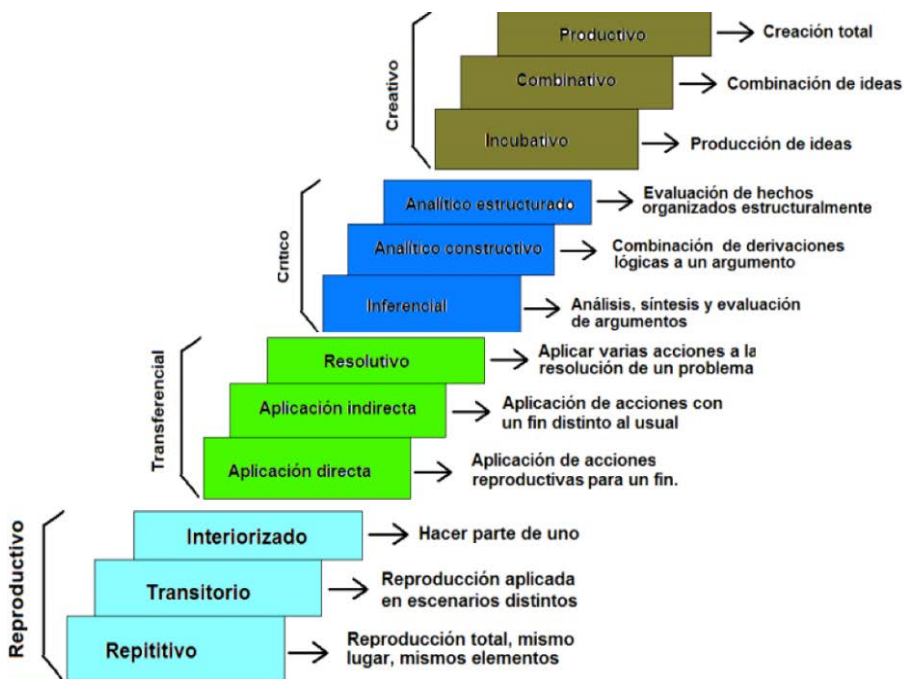 Productivo
Creación total
Combinativo
Combinación de ideas
Incubativo
Producción de ideas
Creativo
Analítico estructurado
Evaluación de hechos
organizados estructuralmente
Analítico constructivo
Combinación de derivaciones
lógicas a un argumento
Inferencial
Análisis, síntesis y evaluación
de argumentos
Crítico
Resolutivo
Aplicar varias acciones a la
resolución de un problema
Aplicación indirecta
Aplicación de acciones con
un fin distinto al usual
Aplicación directa
Aplicación de acciones
reproductivas para un fin.
Transferencial
Interiorizado
Hacer parte de uno
Transitorio
Reproducción aplicada
en escenarios distintos
Repititivo
Reproducción total, mismo
lugar, mismos elementos
Reproductivo